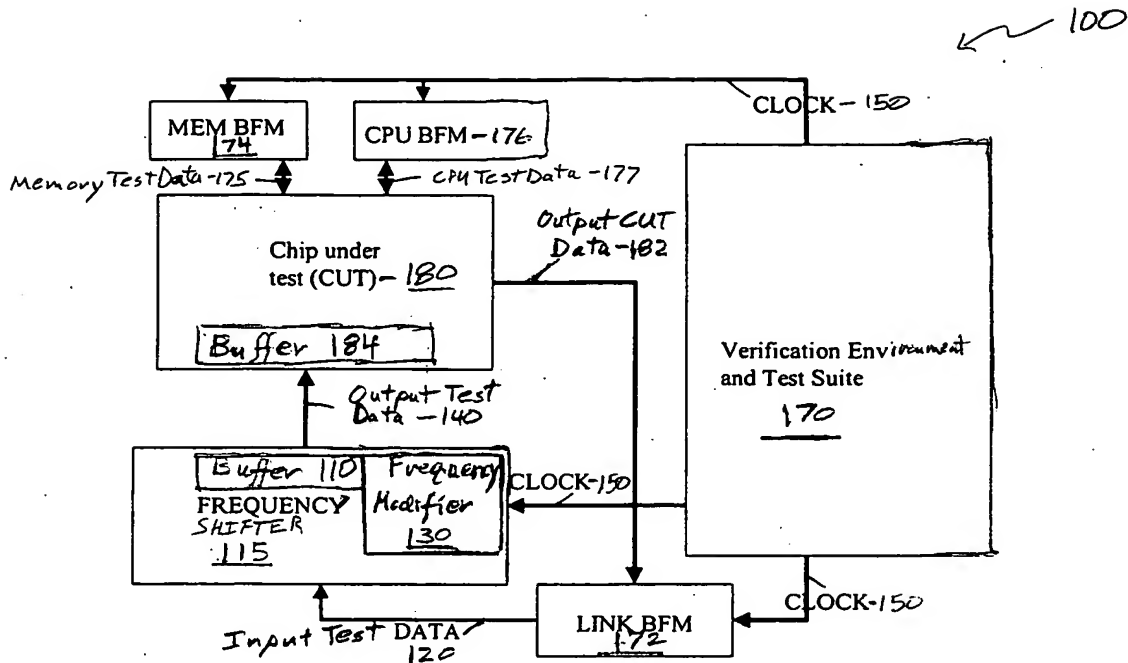 100
CLOCK-150
MEM BFM
174
CPU BFM-176
Memory Test Data-175
CPU Test Data-177
Output CUT
Data-182
Chip under
test (CUT)-180
Buffer 184
Verification Environment
and Test Suite
170
Output Test
Data-140
Buffer 110
Frequency
Modifier
130
FREQUENCY
SHIFTER
115
CLOCK-150
CLOCK-150
LINK BFM
172
Input Test DATA
120